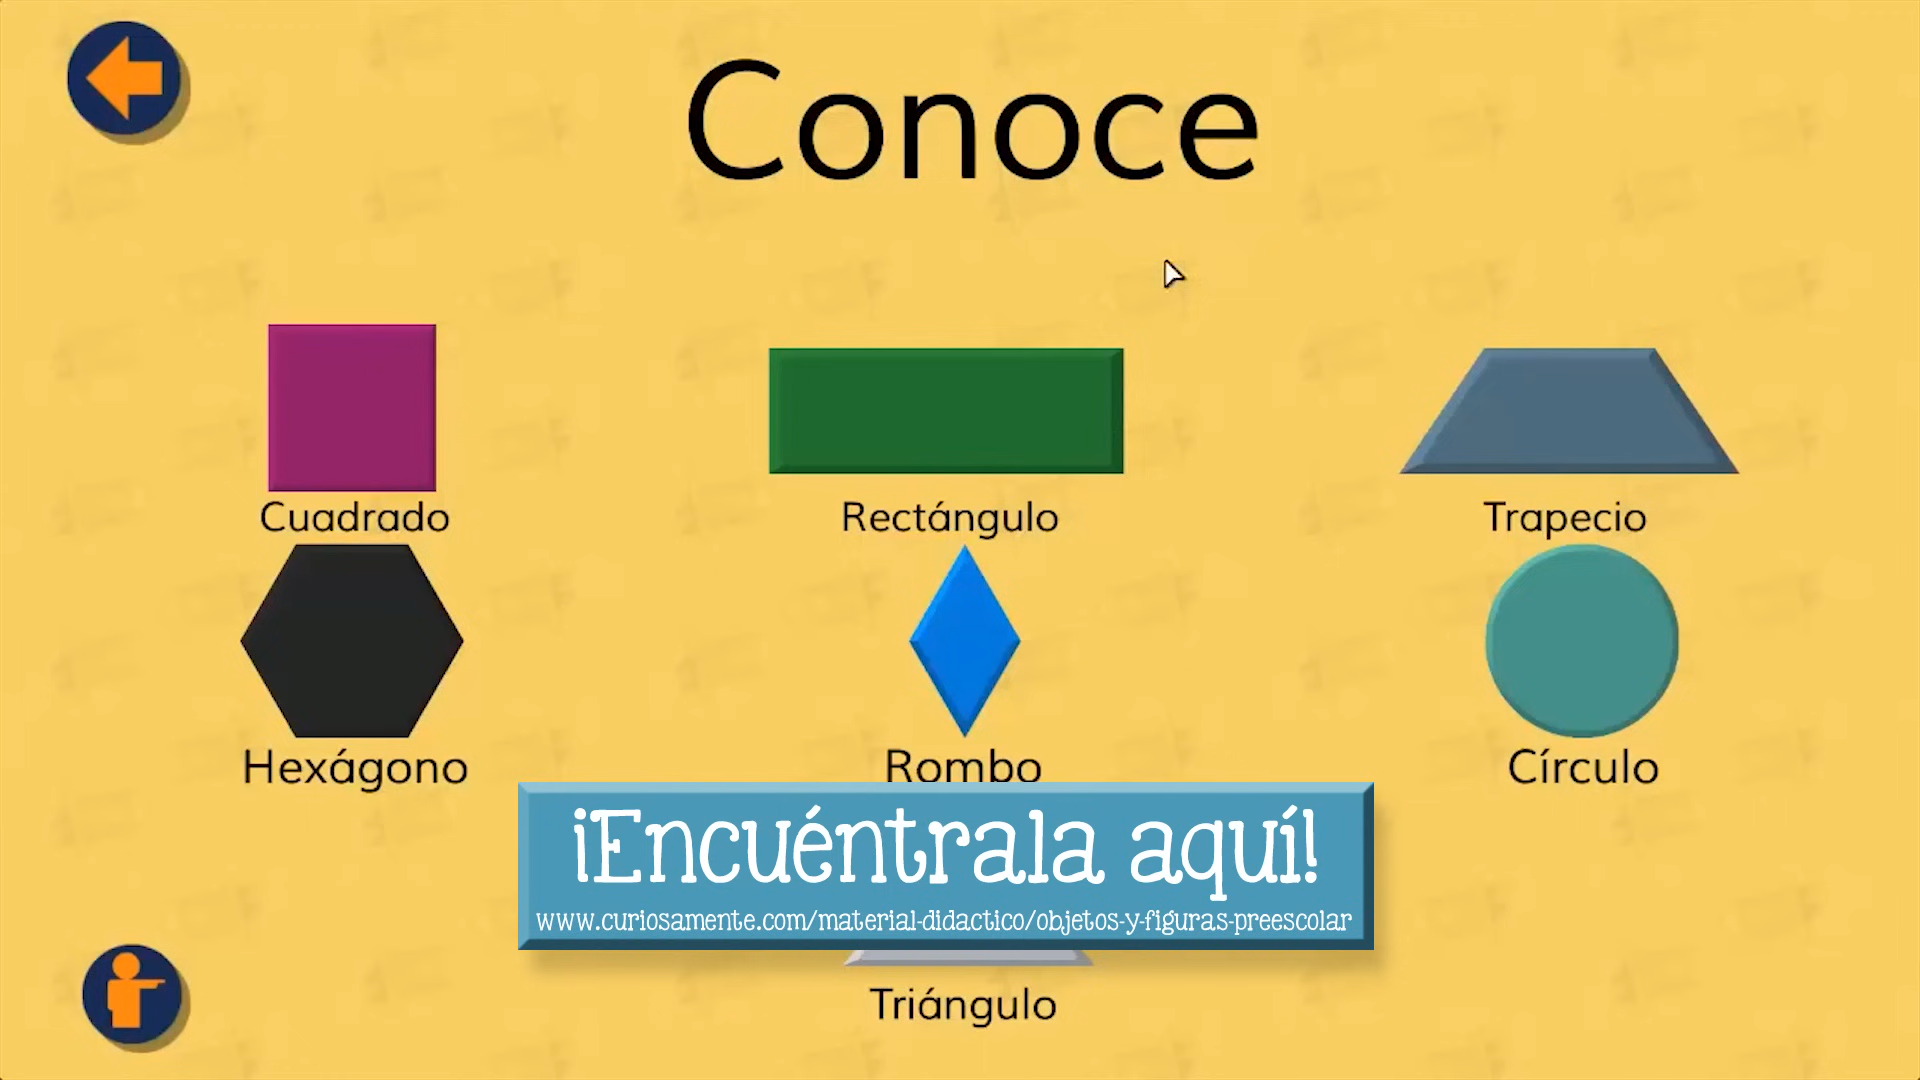 Conoce
Cuadrado
Rectángulo
Trapecio
Hexágono
Rombo
Círculo
¡Encuéntrala aquí!
www.curiosamente.com/material-didactico/objetos-y-figuras-preescolar
Triángulo